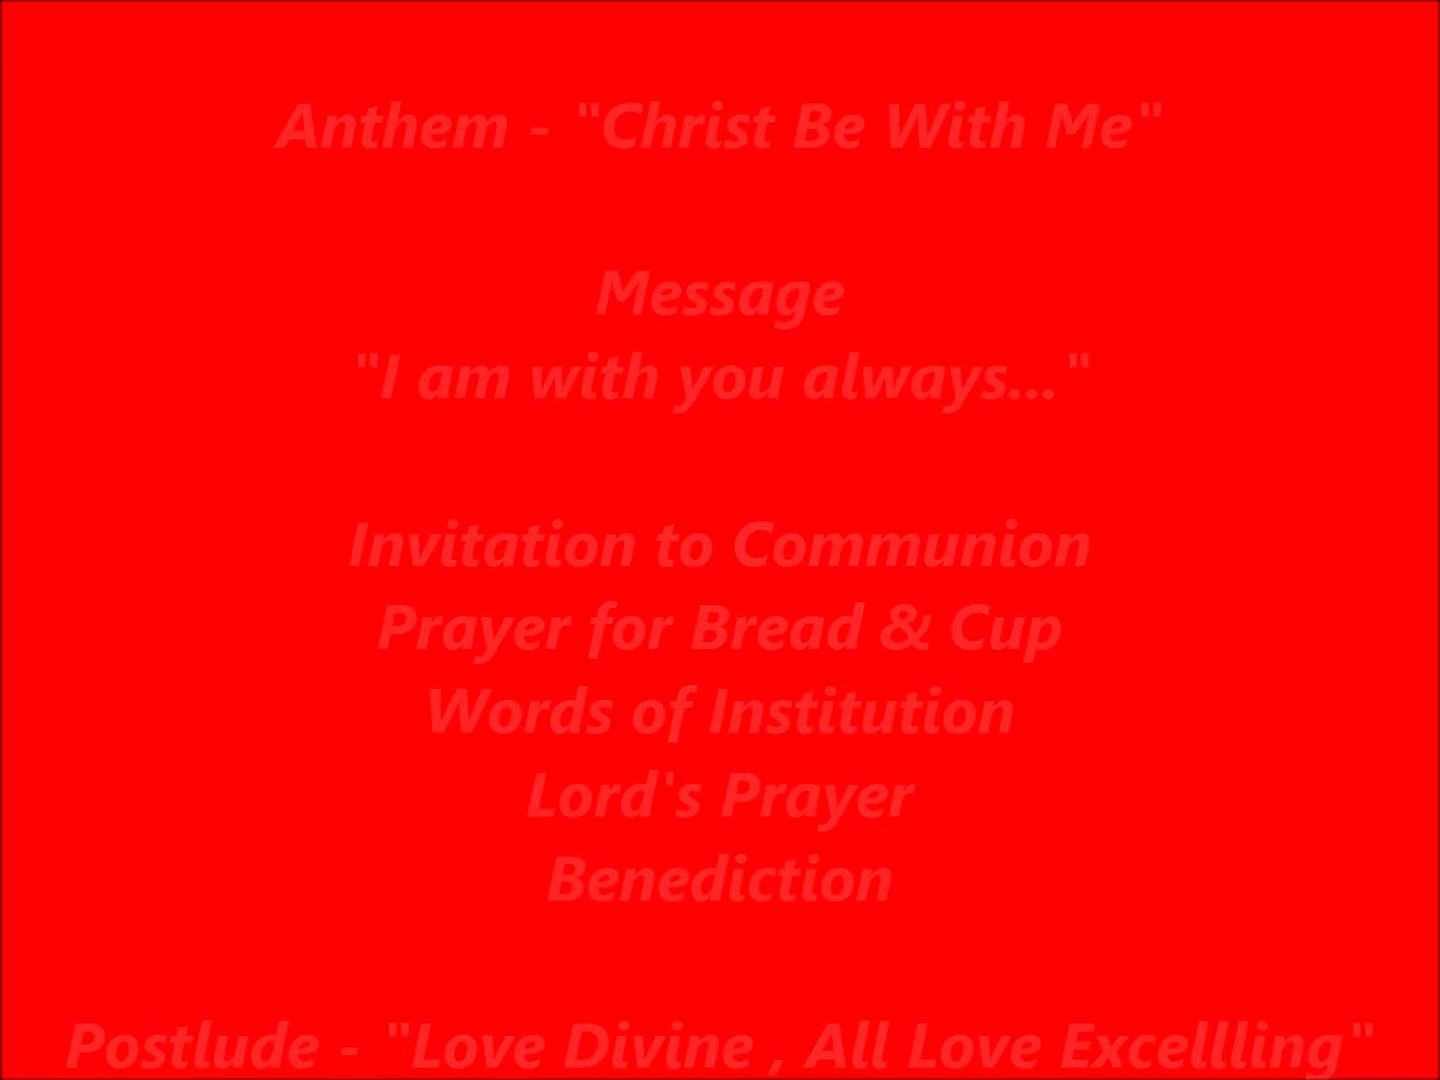 Anthem - "Christ Be With Me"
Message
"I am with you always..."
Invitation to Communion
Prayer for Bread & Cup
Words of Institution
Lord's Prayer
Benediction
Postlude - "Love Divine , All Love Excellling"